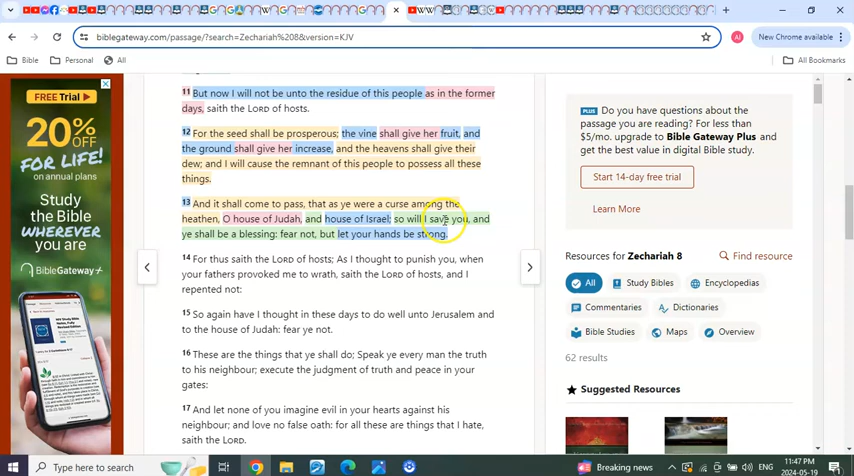 biblegateway.com/passage/?search=Zechariah%208&version=KJV
AI
New Chrome available
Bible
Personal
All
All Bookmarks
FREE Trial
20%
OFF
FOR LIFE
on annual plans
Study
the Bible
WHEREVER
you are
BibleGateway+
11 But now I will not be unto the residue of this people as in the former
days, saith the LORD of hosts.
12 For the seed shall be prosperous; the vine shall give her fruit, and
the ground shall give her increase, and the heavens shall give their
dew; and I will cause the remnant of this people to possess all these
things.
13 And it shall come to pass, that as ye were a curse among the
heathen, O house of Judah, and house of Israel; so will I save you, and
ye shall be a blessing: fear not, but let your hands be strong.
14 For thus saith the LORD of hosts; As I thought to punish you, when
your fathers provoked me to wrath, saith the LORD of hosts, and I
repented not:
15 So again have I thought in these days to do well unto Jerusalem and
to the house of Judah: fear ye not.
16 These are the things that ye shall do; Speak ye every man the truth
to his neighbour; execute the judgment of truth and peace in your
gates:
17 And let none of you imagine evil in your hearts against his
neighbour; and love no false oath: for all these are things that I hate,
saith the LORD.
PLUS Do you have questions about the
passage you are reading? For less than
$5/mo. upgrade to Bible Gateway Plus and
get the best value in digital Bible study.
Start 14-day free trial
Learn More
Resources for Zechariah 8
Find resource
All
Study Bibles
Encyclopedias
Commentaries
Dictionaries
Bible Studies
Maps
Overview
62 results
Suggested Resources
Type here to search
Breaking news
ENG
11:47 PM
2024-05-19